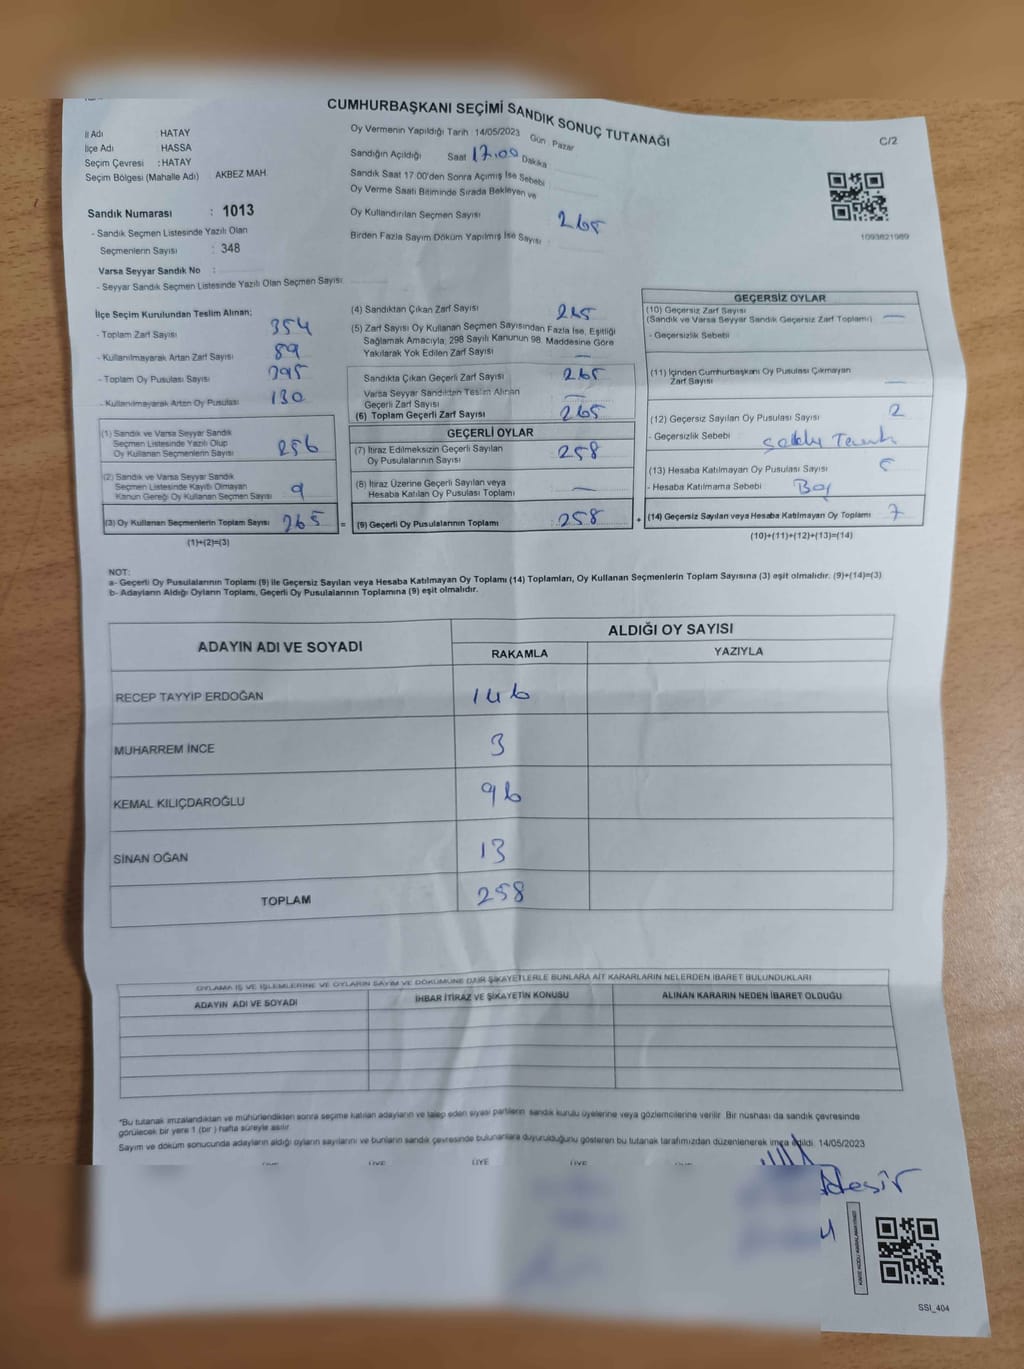 CUMHURBAŞKANI SEÇİMİ SANDIK SONUÇ TUTANAĞI
C/2
İl Adı HATAY
İlçe Adı : HASSA
Seçim Çevresi : HATAY
Seçim Bölgesi (Mahalle Adı) AKBEZ MAH.
Sandık Numarası : 1013
- Sandık Seçmen Listesinde Yazılı Olan
Seçmenlerin Sayısı : 348
Varsa Seyyar Sandık No :
- Seyyar Sandık Seçmen Listesinde Yazılı Olan Seçmen Sayısı:
Oy Vermenin Yapıldığı Tarih 14/05/2023 Gün : Pazar
Sandığın Açıldığı Saat 17.00 Dakika
Sandık Saat 17:00'den Sonra Açmış İse Sebebi
Oy Verme Saati Bitiminde Sırada Bekleyen ve
Oy Kullandırılan Seçmen Sayısı 265
Birden Fazla Sayım Döküm Yapılmış İse Sayısı :
1093821989
İlçe Seçim Kurulundan Teslim Alınan;
- Toplam Zarf Sayısı 354
- Kullanılmayarak Artan Zarf Sayısı 89
- Toplam Oy Pusulası Sayısı 395
- Kullanılmayarak Artan Oy Pusulası 130
(1) Sandık ve Varsa Seyyar Sandık
Seçmen Listesinde Yazılı Olup
Oy Kullanan Seçmenlerin Sayısı 256
(2) Sandık ve Varsa Seyyar Sandık
Seçmen Listesinde Kayıtlı Olmayan
Kanun Gereği Oy Kullanan Seçmen Sayısı 9
(3) Oy Kullanan Seçmenlerin Toplam Sayısı 265 =
(1)+(2)=(3)
(4) Sandıktan Çıkan Zarf Sayısı 265
(5) Zarf Sayısı Oy Kullanan Seçmen Sayısından Fazla İse, Eşitliği
Sağlamak Amacıyla; 298 Sayılı Kanunun 98. Maddesine Göre
Yakılarak Yok Edilen Zarf Sayısı —
Sandıkta Çıkan Geçerli Zarf Sayısı 265
Varsa Seyyar Sandıktan Teslim Alınan
Geçerli Zarf Sayısı —
(6) Toplam Geçerli Zarf Sayısı 265
GEÇERLİ OYLAR
(7) İtiraz Edilmeksizin Geçerli Sayılan
Oy Pusulalarının Sayısı 258
(8) İtiraz Üzerine Geçerli Sayılan veya
Hesaba Katılan Oy Pusulası Toplamı —
(9) Geçerli Oy Pusulalarının Toplamı 258 +
GEÇERSİZ OYLAR
(10) Geçersiz Zarf Sayısı
(Sandık ve Varsa Seyyar Sandık Geçersiz Zarf Toplamı) —
- Geçersizlik Sebebi
(11) İçinden Cumhurbaşkanı Oy Pusulası Çıkmayan
Zarf Sayısı —
(12) Geçersiz Sayılan Oy Pusulası Sayısı 2
- Geçersizlik Sebebi
(13) Hesaba Katılmayan Oy Pusulası Sayısı 5
- Hesaba Katılmama Sebebi Boş
(14) Geçersiz Sayılan veya Hesaba Katılmayan Oy Toplamı 7
(10)+(11)+(12)+(13)=(14)
NOT:
a- Geçerli Oy Pusulalarının Toplamı (9) ile Geçersiz Sayılan veya Hesaba Katılmayan Oy Toplamı (14) Toplamları, Oy Kullanan Seçmenlerin Toplam Sayısına (3) eşit olmalıdır. (9)+(14)=(3)
b- Adayların Aldığı Oyların Toplamı, Geçerli Oy Pusulalarının Toplamına (9) eşit olmalıdır.
ADAYIN ADI VE SOYADI
ALDIĞI OY SAYISI
RAKAMLA YAZIYLA
RECEP TAYYİP ERDOĞAN 146
MUHARREM İNCE 3
KEMAL KILIÇDAROĞLU 96
SİNAN OĞAN 13
TOPLAM 258
OYLAMA İŞ VE İŞLEMLERİNE VE OYLARIN SAYIM VE DÖKÜMÜNE DAİR ŞİKAYETLERLE BUNLARA AİT KARARLARIN NELERDEN İBARET BULUNDUKLARI
ADAYIN ADI VE SOYADI İHBAR İTİRAZ VE ŞİKAYETİN KONUSU ALINAN KARARIN NEDEN İBARET OLDUĞU
*Bu tutanak imzalandıktan ve mühürlendikten sonra seçime katılan adayların ve talep eden siyasi partilerin sandık kurulu üyelerine veya gözlemcilerine verilir. Bir nüshası da sandık çevresinde
görülecek bir yere 1 (bir) hafta süreyle asılır.
Sayım ve döküm sonucunda adayların aldığı oyların sayılarını ve bunların sandık çevresinde bulunanlara duyurulduğunu gösteren bu tutanak tarafımızdan düzenlenerek imza edildi. 14/05/2023
ÜYE ÜYE ÜYE ÜYE
SSI_404